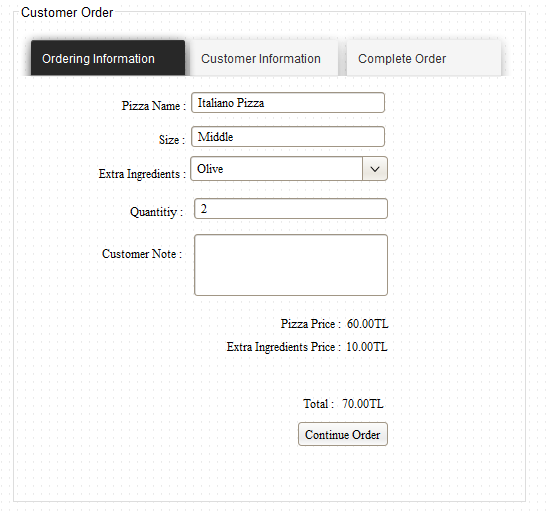 Customer Order
Ordering Information Customer Information Complete Order
Pizza Name : Italiano Pizza
Size : Middle
Extra Ingredients : Olive
Quantitiy : 2
Customer Note :
Pizza Price : 60.00TL
Extra Ingredients Price : 10.00TL
Total : 70.00TL
Continue Order